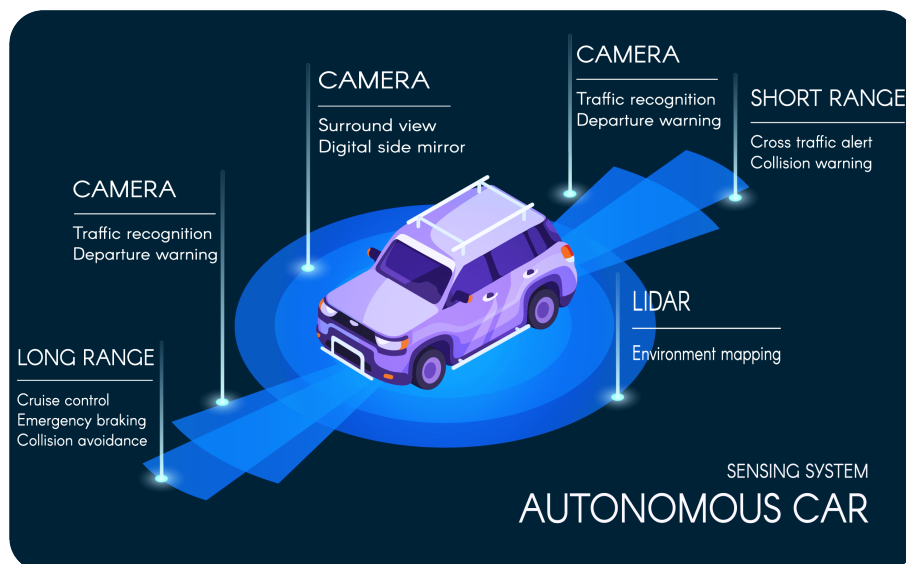 CAMERA
Traffic recognition
Departure warning
CAMERA
Surround view
Digital side mirror
SHORT RANGE
Cross traffic alert
Collision warning
CAMERA
Traffic recognition
Departure warning
LIDAR
Environment mapping
LONG RANGE
Cruise control
Emergency braking
Collision avoidance
SENSING SYSTEM
AUTONOMOUS CAR